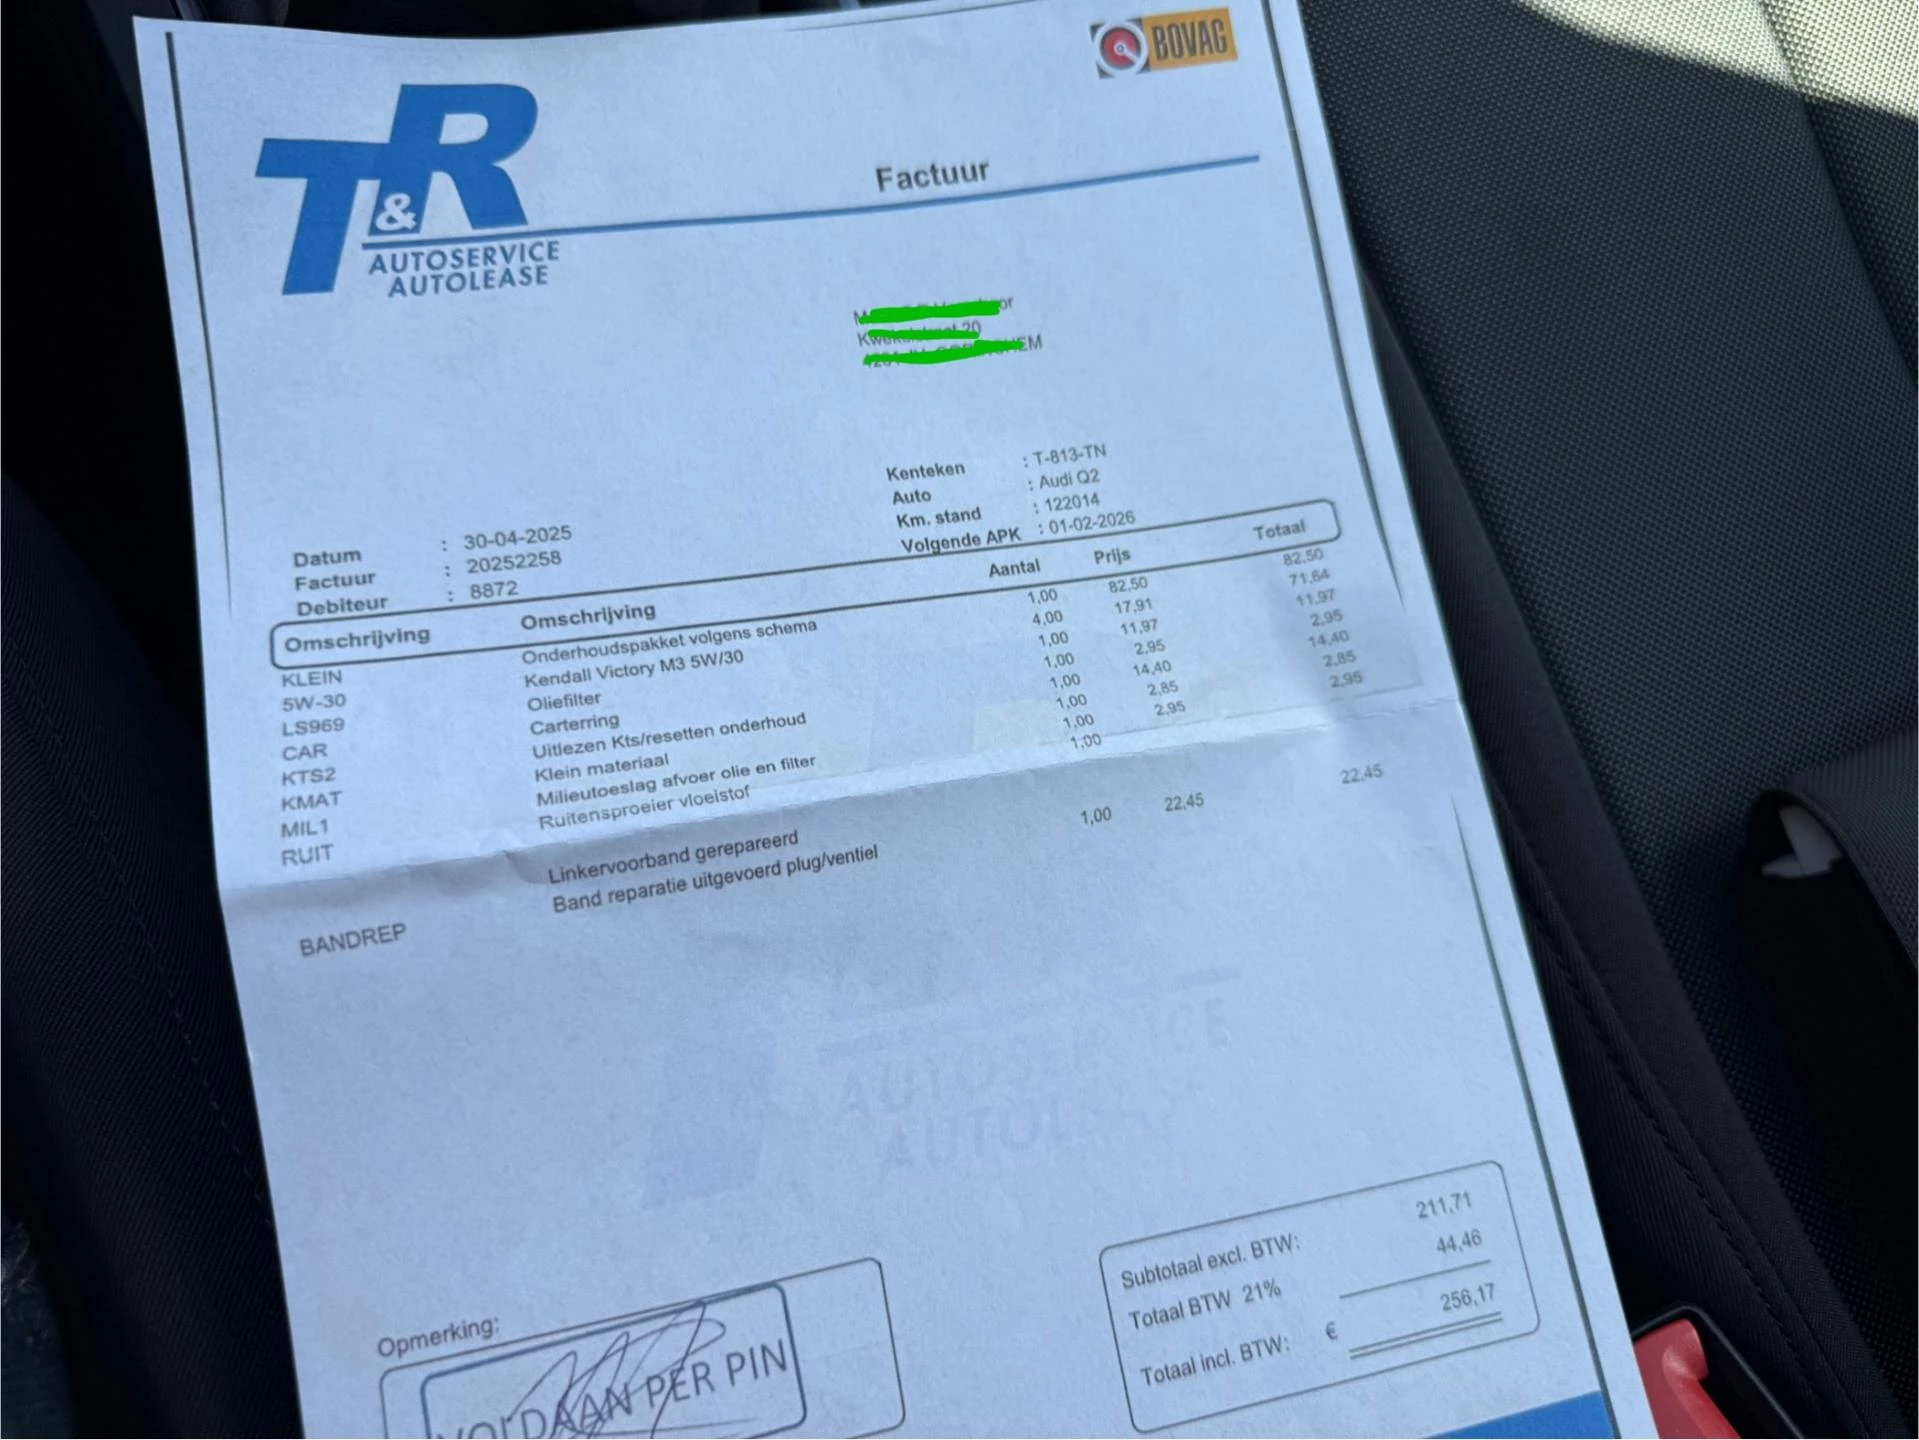 BOVAG
T&R
AUTOSERVICE
AUTOLEASE
Factuur
Kenteken : T-813-TN
Auto : Audi Q2
Km. stand : 122014
Volgende APK : 01-02-2026
Datum : 30-04-2025
Factuur : 20252258
Debiteur : 8872
Omschrijving Omschrijving Aantal Prijs Totaal
KLEIN Onderhoudspakket volgens schema 1,00 82,50 82,50
5W-30 Kendall Victory M3 5W/30 4,00 17,91 71,64
LS969 Oliefilter 1,00 11,97 11,97
CAR Carterring 1,00 2,95 2,95
KTS2 Uitlezen Kts/resetten onderhoud 1,00 14,40 14,40
KMAT Klein materiaal 1,00 2,85 2,85
MIL1 Milieutoeslag afvoer olie en filter 1,00 2,95 2,95
RUIT Ruitensproeier vloeistof 1,00
Linkervoorband gerepareerd
BANDREP Band reparatie uitgevoerd plug/ventiel 1,00 22,45 22,45
Subtotaal excl. BTW: 211,71
Totaal BTW 21% 44,46
Totaal incl. BTW: € 256,17
Opmerking:
VOLDAAN PER PIN